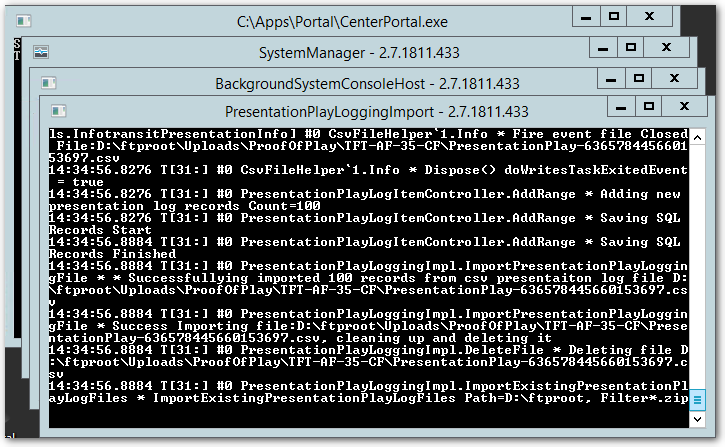 C:\Apps\Portal\CenterPortal.exe
S
T
SystemManager - 2.7.1811.433
BackgroundSystemConsoleHost - 2.7.1811.433
PresentationPlayLoggingImport - 2.7.1811.433
ls.InfotransitPresentationInfo] #0 CsvFileHelper`1.Info * Fire event file Closed
File:D:\ftproot\Uploads\ProofOfPlay\TFT-AF-35-CF\PresentationPlay-6365784456601
53697.csv
14:34:56.8276 T[31:] #0 CsvFileHelper`1.Info * Dispose() doWritesTaskExitedEvent
= true
14:34:56.8276 T[31:] #0 PresentationPlayLogItemController.AddRange * Adding new
presentation log records Count=100
14:34:56.8276 T[31:] #0 PresentationPlayLogItemController.AddRange * Saving SQL
Records Start
14:34:56.8884 T[31:] #0 PresentationPlayLogItemController.AddRange * Saving SQL
Records Finished
14:34:56.8884 T[31:] #0 PresentationPlayLoggingImpl.ImportPresentationPlayLoggin
gFile * * Successfullying imported 100 records from csv presentaiton log file D:
\ftproot\Uploads\ProofOfPlay\TFT-AF-35-CF\PresentationPlay-636578445660153697.cs
v
14:34:56.8884 T[31:] #0 PresentationPlayLoggingImpl.ImportPresentationPlayLoggin
gFile * Success Importing file:D:\ftproot\Uploads\ProofOfPlay\TFT-AF-35-CF\Prese
ntationPlay-636578445660153697.csv, cleaning up and deleting it
14:34:56.8884 T[31:] #0 PresentationPlayLoggingImpl.DeleteFile * Deleting file D
:\ftproot\Uploads\ProofOfPlay\TFT-AF-35-CF\PresentationPlay-636578445660153697.c
sv
14:34:56.8884 T[31:] #0 PresentationPlayLoggingImpl.ImportExistingPresentationPl
ayLogFiles * ImportExistingPresentationPlayLogFiles Path=D:\ftproot, Filter*.zip